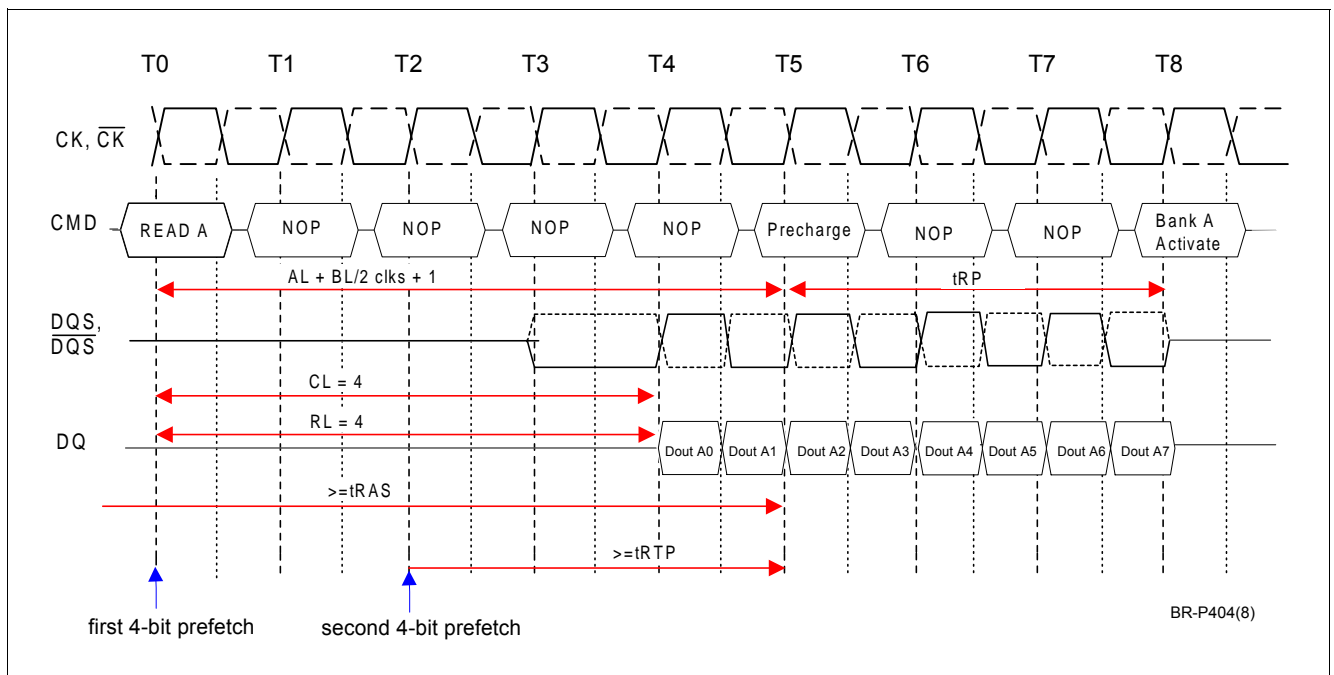 T0 T1 T2 T3 T4 T5 T6 T7 T8
CK, CK
CMD READ A NOP NOP NOP NOP Precharge NOP NOP Bank A
Activate
AL + BL/2 clks + 1 tRP
DQS,
DQS
CL = 4
RL = 4
DQ Dout A0 Dout A1 Dout A2 Dout A3 Dout A4 Dout A5 Dout A6 Dout A7
>=tRAS
>=tRTP
first 4-bit prefetch second 4-bit prefetch
BR-P404(8)